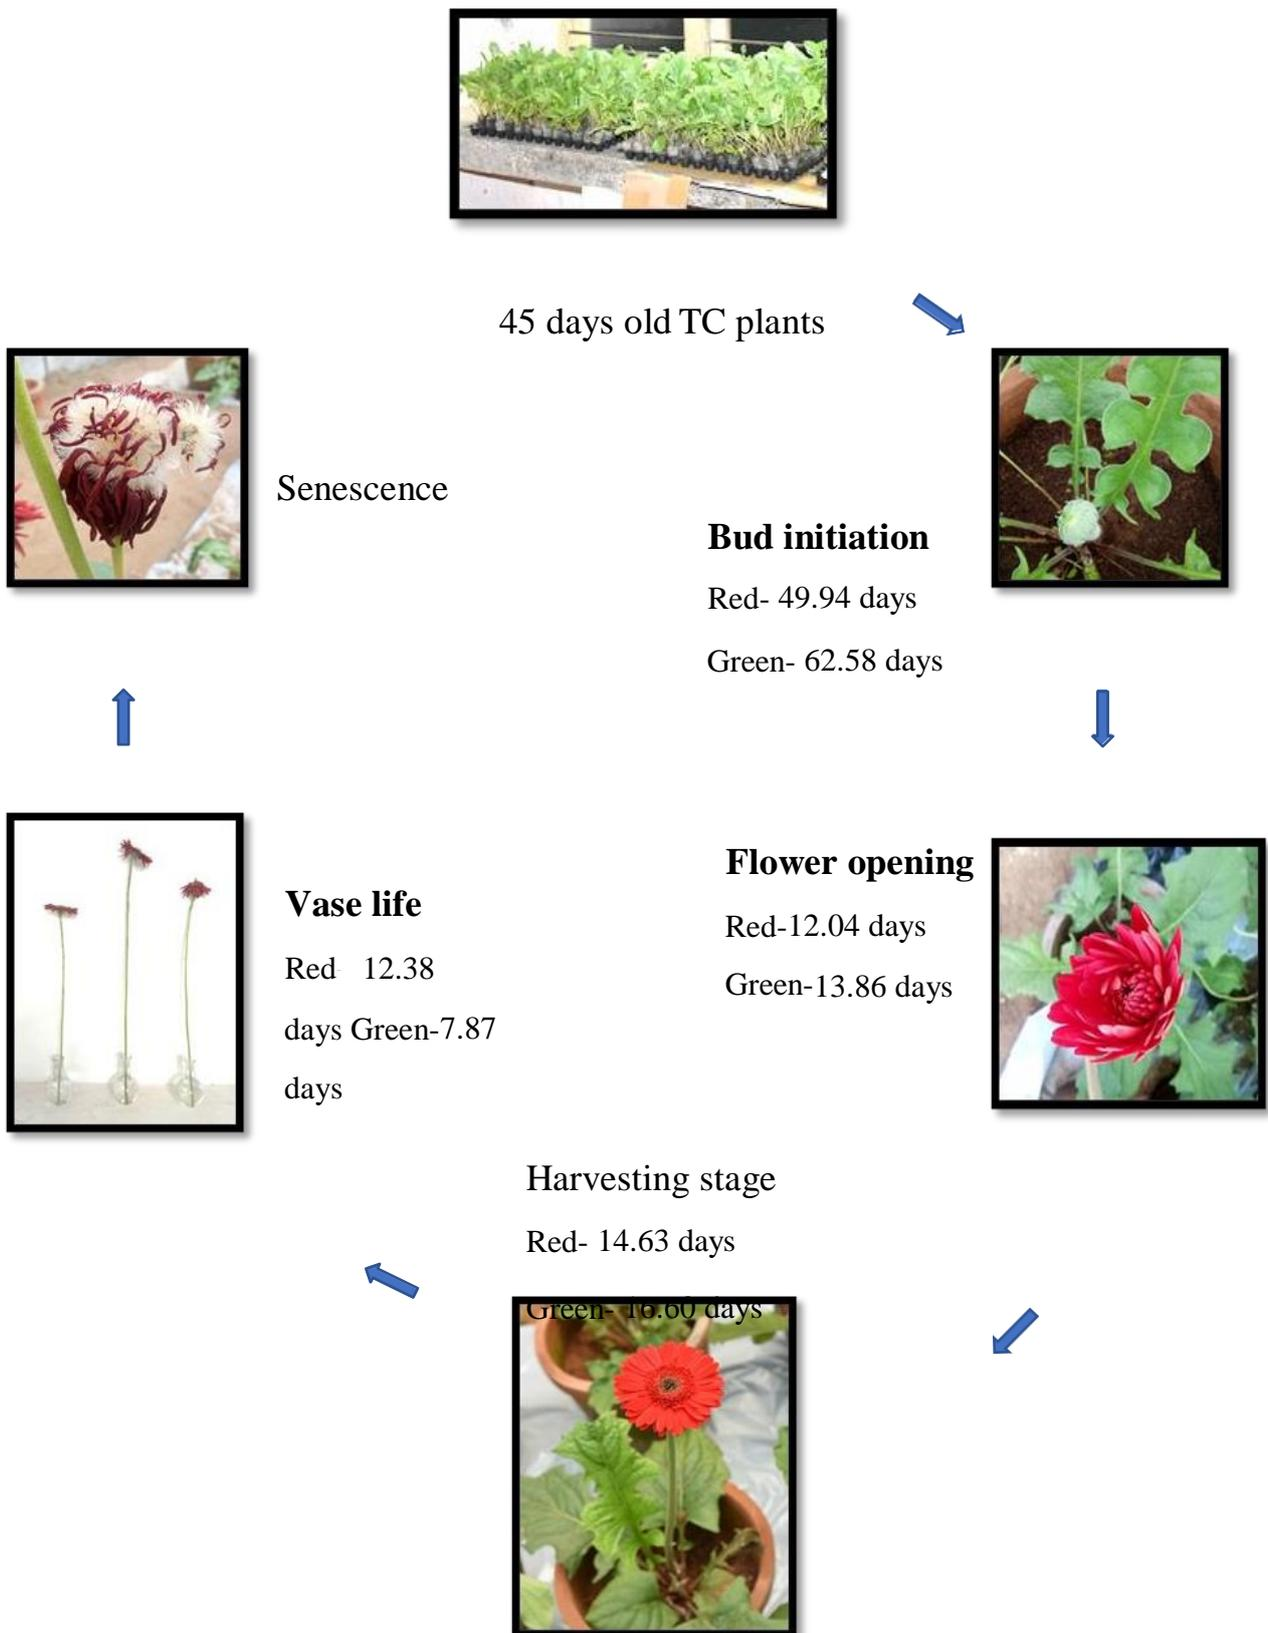 45 days old TC plants
Senescence
Bud initiation
Red- 49.94 days
Green- 62.58 days
Flower opening
Red-12.04 days
Green-13.86 days
Vase life
Red 12.38
days Green-7.87
days
Harvesting stage
Red- 14.63 days
Green- 16.60 days